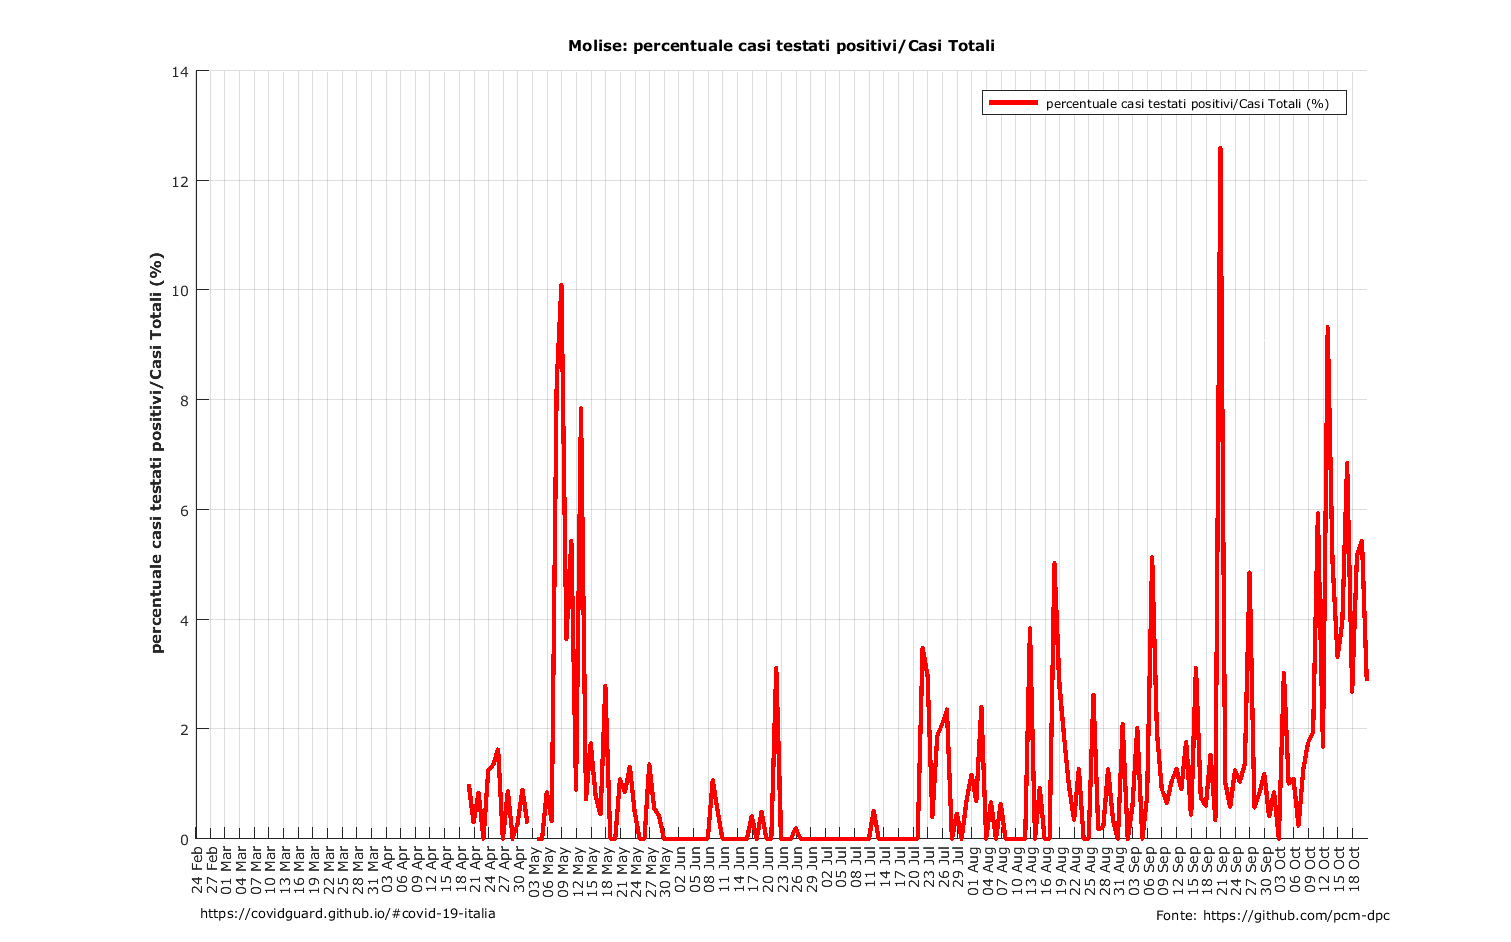 Molise: percentuale casi testati positivi/Casi Totali
percentuale casi testati positivi/Casi Totali (%)
percentuale casi testati positivi/Casi Totali (%)
14
12
10
8
6
4
2
0
24 Feb
27 Feb
01 Mar
04 Mar
07 Mar
10 Mar
13 Mar
16 Mar
19 Mar
22 Mar
25 Mar
28 Mar
31 Mar
03 Apr
06 Apr
09 Apr
12 Apr
15 Apr
18 Apr
21 Apr
24 Apr
27 Apr
30 Apr
03 May
06 May
09 May
12 May
15 May
18 May
21 May
24 May
27 May
30 May
02 Jun
05 Jun
08 Jun
11 Jun
14 Jun
17 Jun
20 Jun
23 Jun
26 Jun
29 Jun
02 Jul
05 Jul
08 Jul
11 Jul
14 Jul
17 Jul
20 Jul
23 Jul
26 Jul
29 Jul
01 Aug
04 Aug
07 Aug
10 Aug
13 Aug
16 Aug
19 Aug
22 Aug
25 Aug
28 Aug
31 Aug
03 Sep
06 Sep
09 Sep
12 Sep
15 Sep
18 Sep
21 Sep
24 Sep
27 Sep
30 Sep
03 Oct
06 Oct
09 Oct
12 Oct
15 Oct
18 Oct
https://covidguard.github.io/#covid-19-italia
Fonte: https://github.com/pcm-dpc